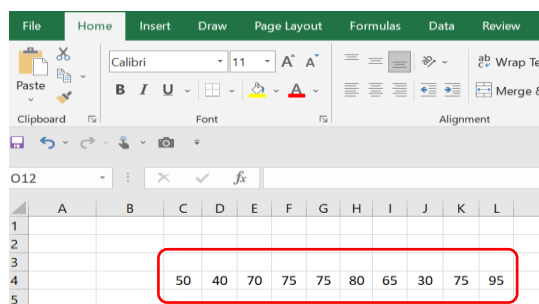 File Home Insert Draw Page Layout Formulas Data Review
Calibri 11 A A ab Wrap Te
Paste B I U A Merge &
Clipboard Font Alignment
O12 fx
A B C D E F G H I J K L
1
2
3
4 50 40 70 75 75 80 65 30 75 95
5